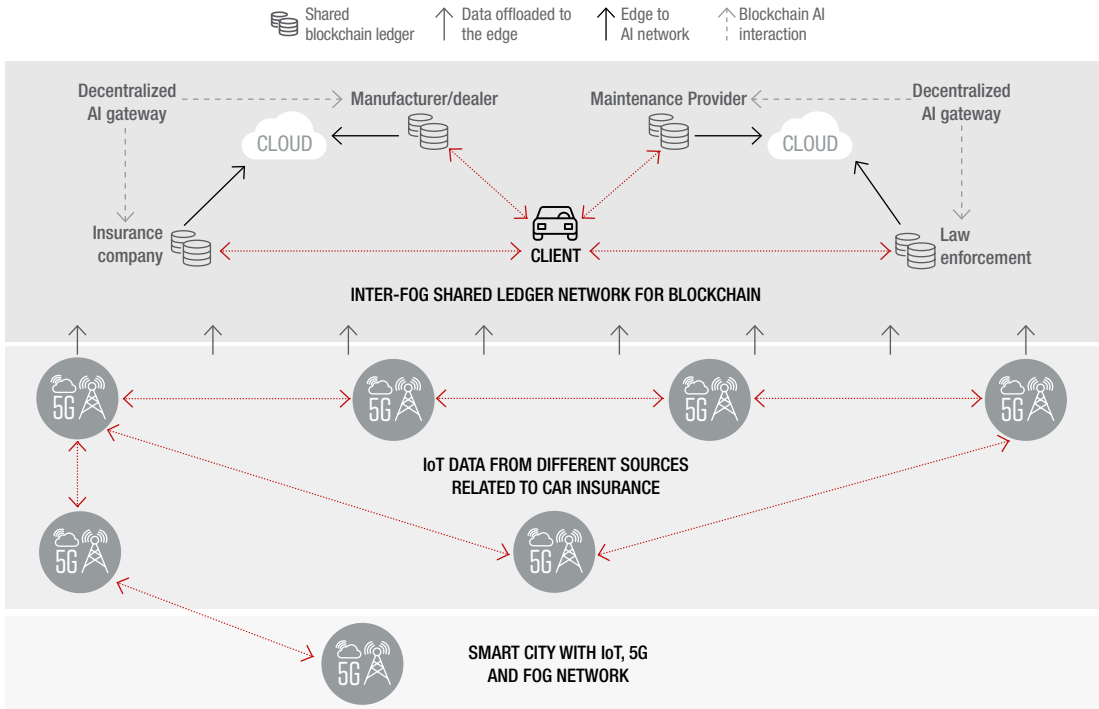 Shared
blockchain ledger
Data offloaded to
the edge
Edge to
AI network
Blockchain AI
interaction
Decentralized
AI gateway
Manufacturer/dealer
Maintenance Provider
Decentralized
AI gateway
CLOUD
CLOUD
Insurance
company
CLIENT
Law
enforcement
INTER-FOG SHARED LEDGER NETWORK FOR BLOCKCHAIN
5G
5G
5G
5G
IoT DATA FROM DIFFERENT SOURCES
RELATED TO CAR INSURANCE
5G
5G
5G
SMART CITY WITH IoT, 5G
AND FOG NETWORK